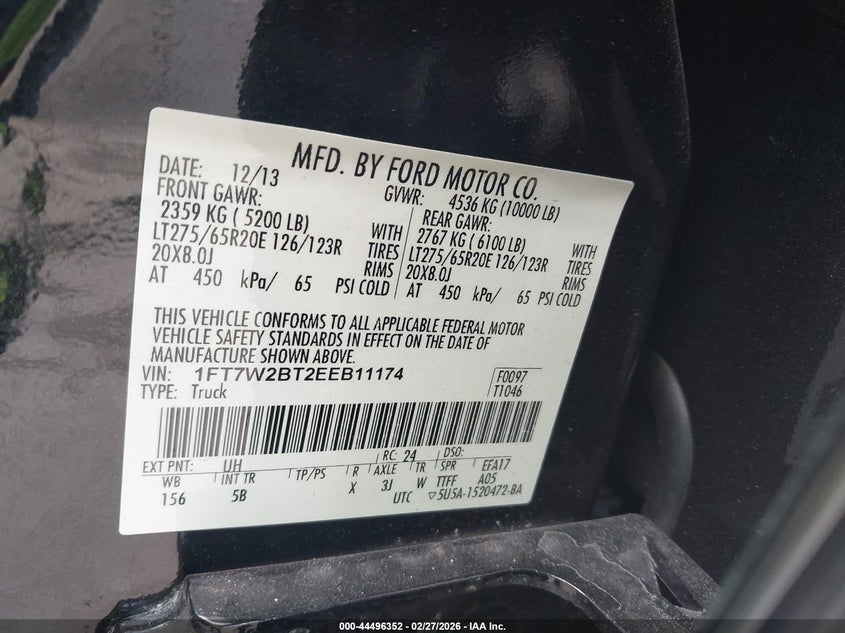 MFD. BY FORD MOTOR CO.
DATE: 12/13 GVWR: 4536 KG (10000 LB)
FRONT GAWR: REAR GAWR:
2359 KG ( 5200 LB) WITH 2767 KG ( 6100 LB) WITH
LT275/65R20E 126/123R TIRES LT275/65R20E 126/123R TIRES
20X8.0J RIMS 20X8.0J RIMS
AT 450 kPa/ 65 PSI COLD AT 450 kPa/ 65 PSI COLD
THIS VEHICLE CONFORMS TO ALL APPLICABLE FEDERAL MOTOR
VEHICLE SAFETY STANDARDS IN EFFECT ON THE DATE OF
MANUFACTURE SHOWN ABOVE.
VIN: 1FT7W2BT2EEB11174 F0097
TYPE: Truck T1046
EXT PNT: UH RC: 24 DSO:
WB INT TR TP/PS R AXLE TR SPR EFA17
156 5B X 3J W TTFF A05
UTC ▽5U5A-1520472-BA
000-44496352 | 02/27/2026 - IAA Inc.